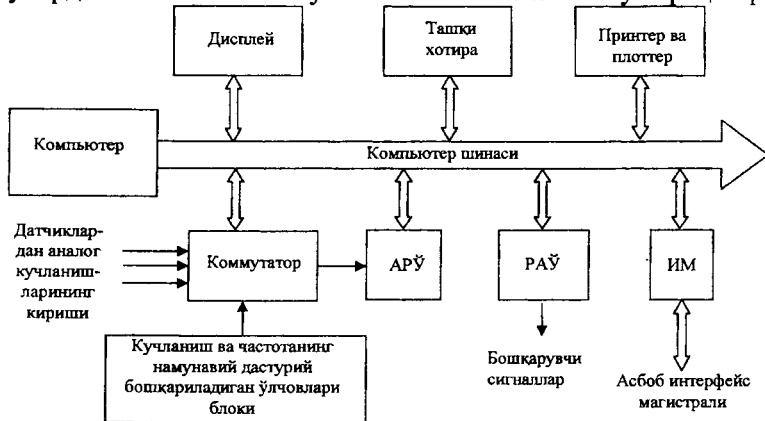 Дисплей
Ташқи
хотира
Принтер ва
плоттер
Компьютер
Компьютер шинаси
Датчиклар-
дан аналог
кучланиш-
ларининг
кириши
Коммутатор
АРЎ
РАЎ
ИМ
Кучланиш ва частотанинг
намунавий дастурий
бошқариладиган ўлчовлари
блоки
Бошқарувчи
сигналлар
Асбоб интерфейс
магистрали